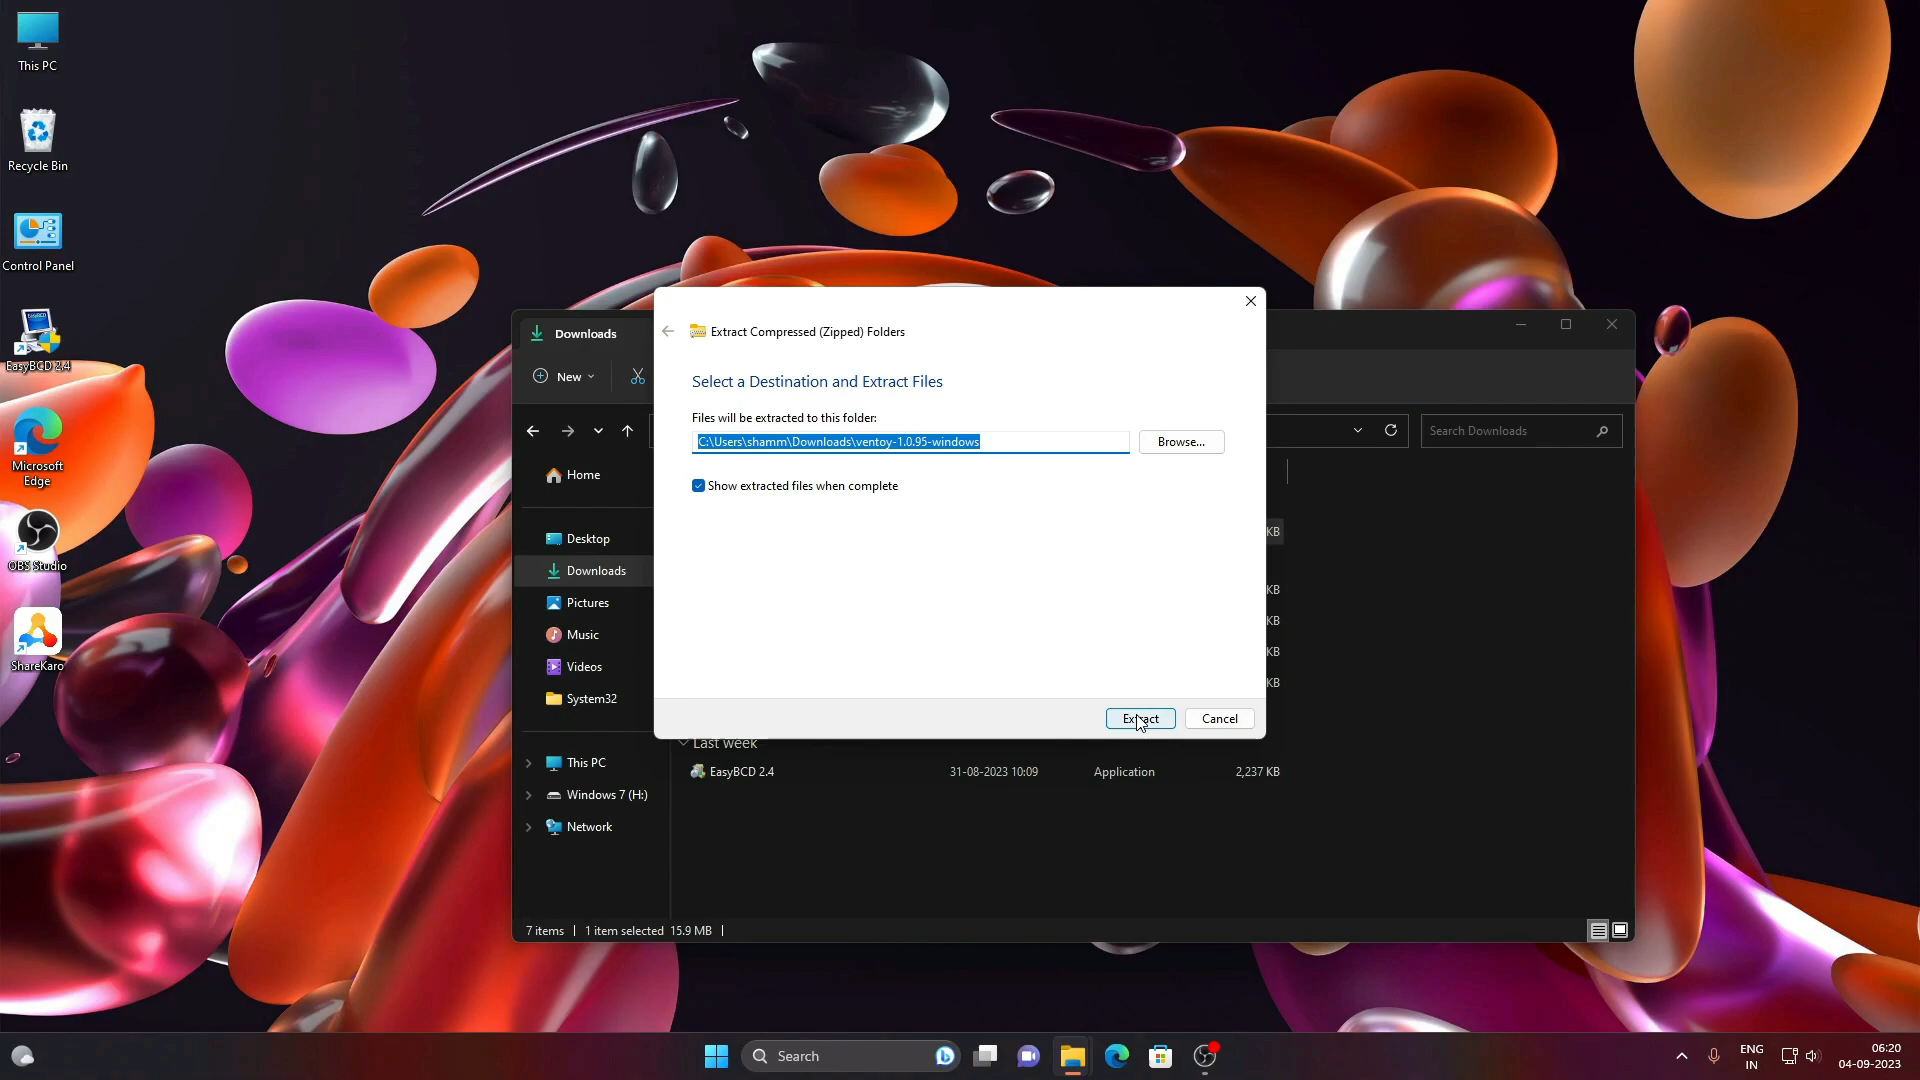 This PC
Recycle Bin
Control Panel
EasyBCD 2.4
Microsoft
Edge
OBS Studio
ShareKaro
Downloads
New
Search Downloads
Home
Desktop
Downloads
Pictures
Music
Videos
System32
This PC
Windows 7 (H:)
Network
Extract Compressed (Zipped) Folders
Select a Destination and Extract Files
Files will be extracted to this folder:
C:\Users\shamm\Downloads\ventoy-1.0.95-windows
Browse...
Show extracted files when complete
Extract
Cancel
KB
KB
KB
KB
KB
Last week
EasyBCD 2.4 31-08-2023 10:09 Application 2,237 KB
7 items 1 item selected 15.9 MB
Search
ENG
IN
06:20
04-09-2023